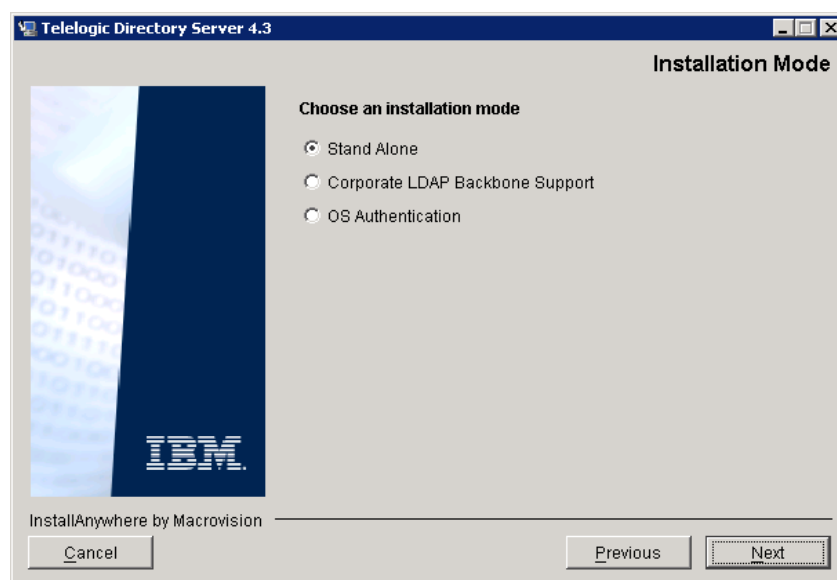 Telelogic Directory Server 4.3
Installation Mode
Choose an installation mode
Stand Alone
Corporate LDAP Backbone Support
OS Authentication
IBM.
InstallAnywhere by Macrovision
Cancel
Previous
Next